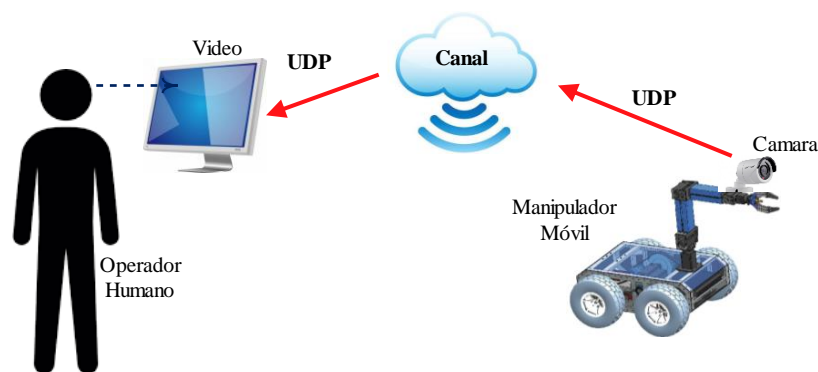 Video
UDP
Canal
UDP
Camara
Manipulador
Móvil
Operador
Humano